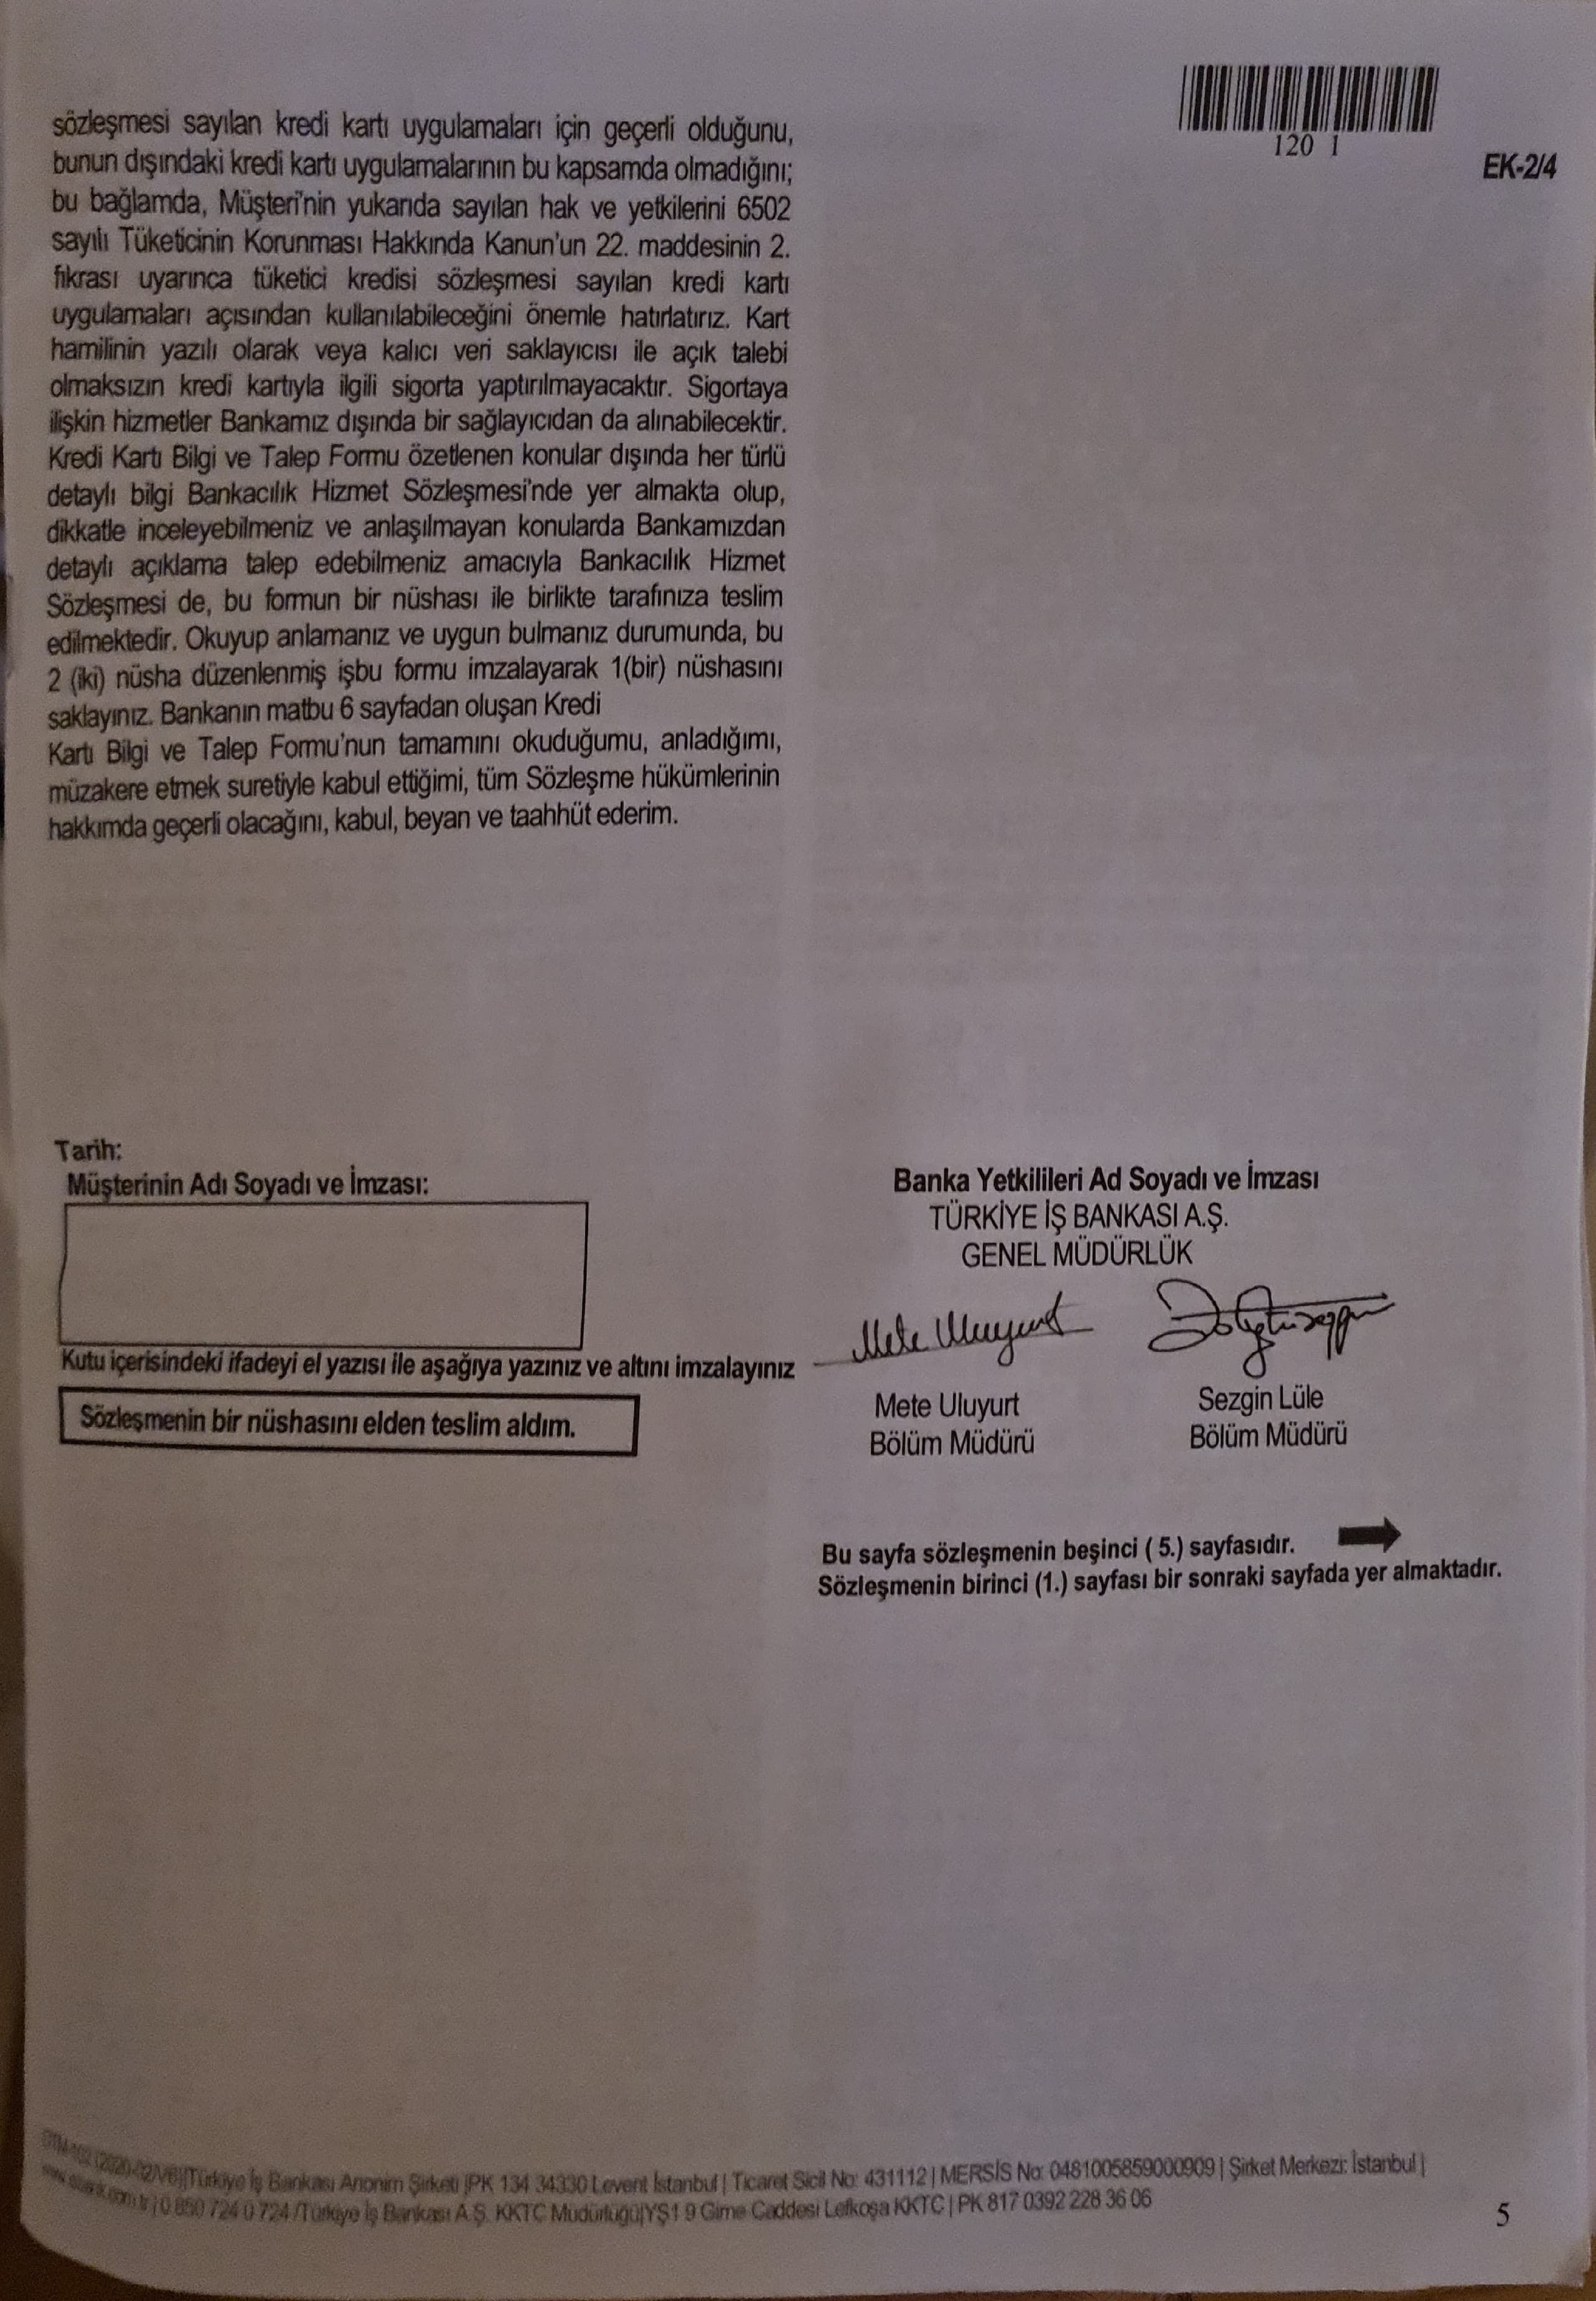 120 1
EK-2/4
sözleşmesi sayılan kredi kartı uygulamaları için geçerli olduğunu,
bunun dışındaki kredi kartı uygulamalarının bu kapsamda olmadığını;
bu bağlamda, Müşteri'nin yukarıda sayılan hak ve yetkilerini 6502
sayılı Tüketicinin Korunması Hakkında Kanun'un 22. maddesinin 2.
fıkrası uyarınca tüketici kredisi sözleşmesi sayılan kredi kartı
uygulamaları açısından kullanılabileceğini önemle hatırlatırız. Kart
hamilinin yazılı olarak veya kalıcı veri saklayıcısı ile açık talebi
olmaksızın kredi kartıyla ilgili sigorta yaptırılmayacaktır. Sigortaya
ilişkin hizmetler Bankamız dışında bir sağlayıcıdan da alınabilecektir.
Kredi Kartı Bilgi ve Talep Formu özetlenen konular dışında her türlü
detaylı bilgi Bankacılık Hizmet Sözleşmesi'nde yer almakta olup,
dikkatle inceleyebilmeniz ve anlaşılmayan konularda Bankamızdan
detaylı açıklama talep edebilmeniz amacıyla Bankacılık Hizmet
Sözleşmesi de, bu formun bir nüshası ile birlikte tarafınıza teslim
edilmektedir. Okuyup anlamanız ve uygun bulmanız durumunda, bu
2 (iki) nüsha düzenlenmiş işbu formu imzalayarak 1(bir) nüshasını
saklayınız. Bankanın matbu 6 sayfadan oluşan Kredi
Kartı Bilgi ve Talep Formu'nun tamamını okuduğumu, anladığımı,
müzakere etmek suretiyle kabul ettiğimi, tüm Sözleşme hükümlerinin
hakkımda geçerli olacağını, kabul, beyan ve taahhüt ederim.
Tarih:
Müşterinin Adı Soyadı ve İmzası:
Kutu içerisindeki ifadeyi el yazısı ile aşağıya yazınız ve altını imzalayınız
Sözleşmenin bir nüshasını elden teslim aldım.
Banka Yetkilileri Ad Soyadı ve İmzası
TÜRKİYE İŞ BANKASI A.Ş.
GENEL MÜDÜRLÜK
Mete Uluyurt
Mete Uluyurt
Bölüm Müdürü
Sezgin Lüle
Bölüm Müdürü
Bu sayfa sözleşmenin beşinci ( 5.) sayfasıdır.
Sözleşmenin birinci (1.) sayfası bir sonraki sayfada yer almaktadır.
(2020-02/V6)|Türkiye İş Bankası Anonim Şirketi |PK 134 34330 Levent İstanbul | Ticaret Sicil No: 431112 | MERSİS No: 0481005859000909 | Şirket Merkezi: İstanbul |
| 0 850 724 0 724 /Türkiye İş Bankası A.Ş. KKTC Müdürlüğü|YŞ1 9 Girne Caddesi Lefkoşa KKTC | PK 817 0392 228 36 06
5